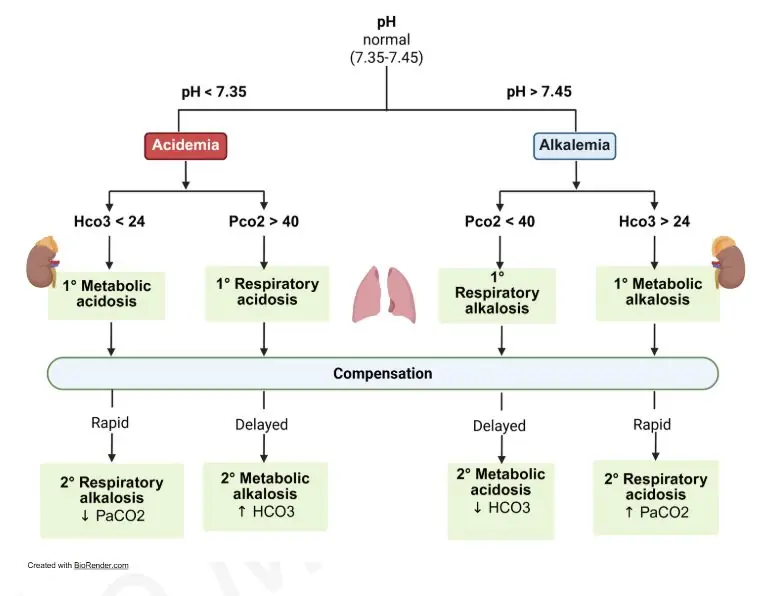 pH
normal
(7.35-7.45)
pH < 7.35
pH > 7.45
Acidemia
Alkalemia
Hco3 < 24
Pco2 > 40
Pco2 < 40
Hco3 > 24
1° Metabolic
acidosis
1° Respiratory
acidosis
1°
Respiratory
alkalosis
1° Metabolic
alkalosis
Compensation
Rapid
Delayed
Delayed
Rapid
2° Respiratory
alkalosis
↓ PaCO2
2° Metabolic
alkalosis
↑ HCO3
2° Metabolic
acidosis
↓ HCO3
2° Respiratory
acidosis
↑ PaCO2
Created with BioRender.com